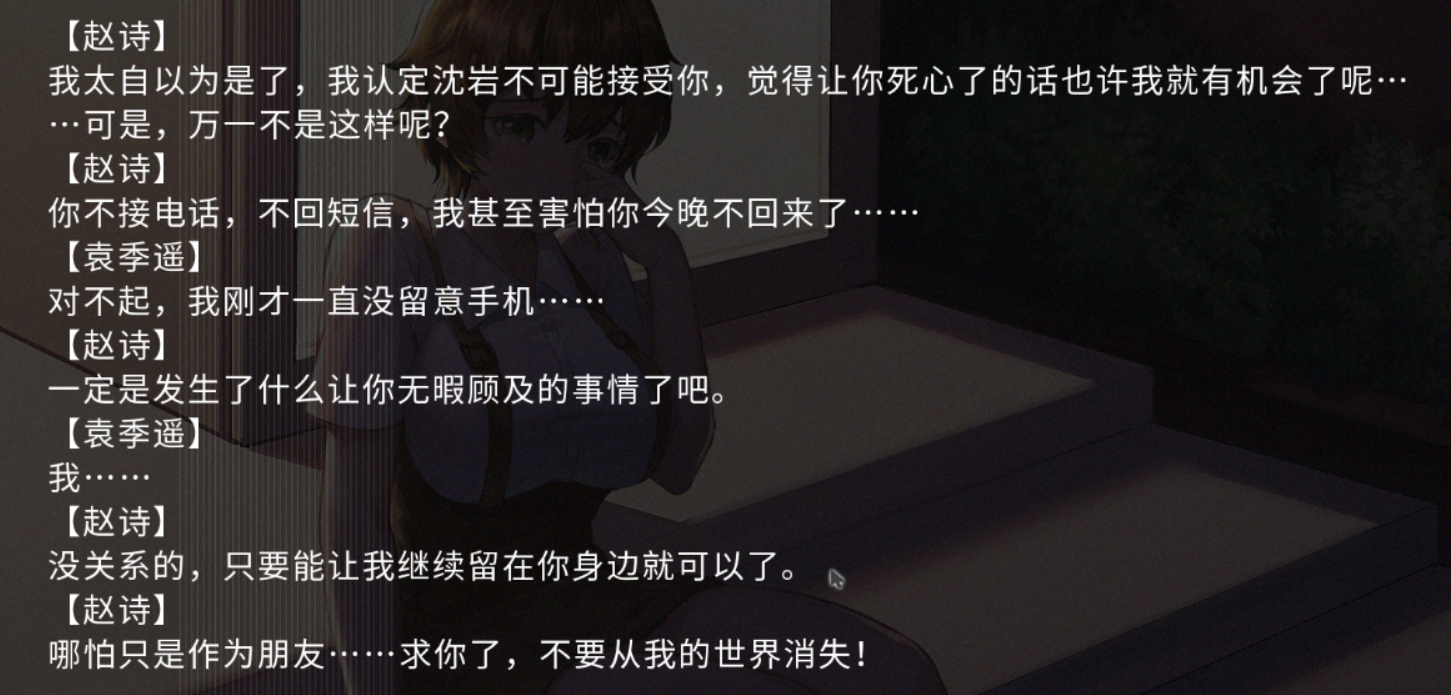 【赵诗】
我太自以为是了，我认定沈岩不可能接受你，觉得让你死心了的话也许我就有机会了呢…
…可是，万一不是这样呢？
【赵诗】
你不接电话，不回短信，我甚至害怕你今晚不回来了……
【袁季遥】
对不起，我刚才一直没留意手机……
【赵诗】
一定是发生了什么让你无暇顾及的事情了吧。
【袁季遥】
我……
【赵诗】
没关系的，只要能让我继续留在你身边就可以了。
【赵诗】
哪怕只是作为朋友……求你了，不要从我的世界消失！